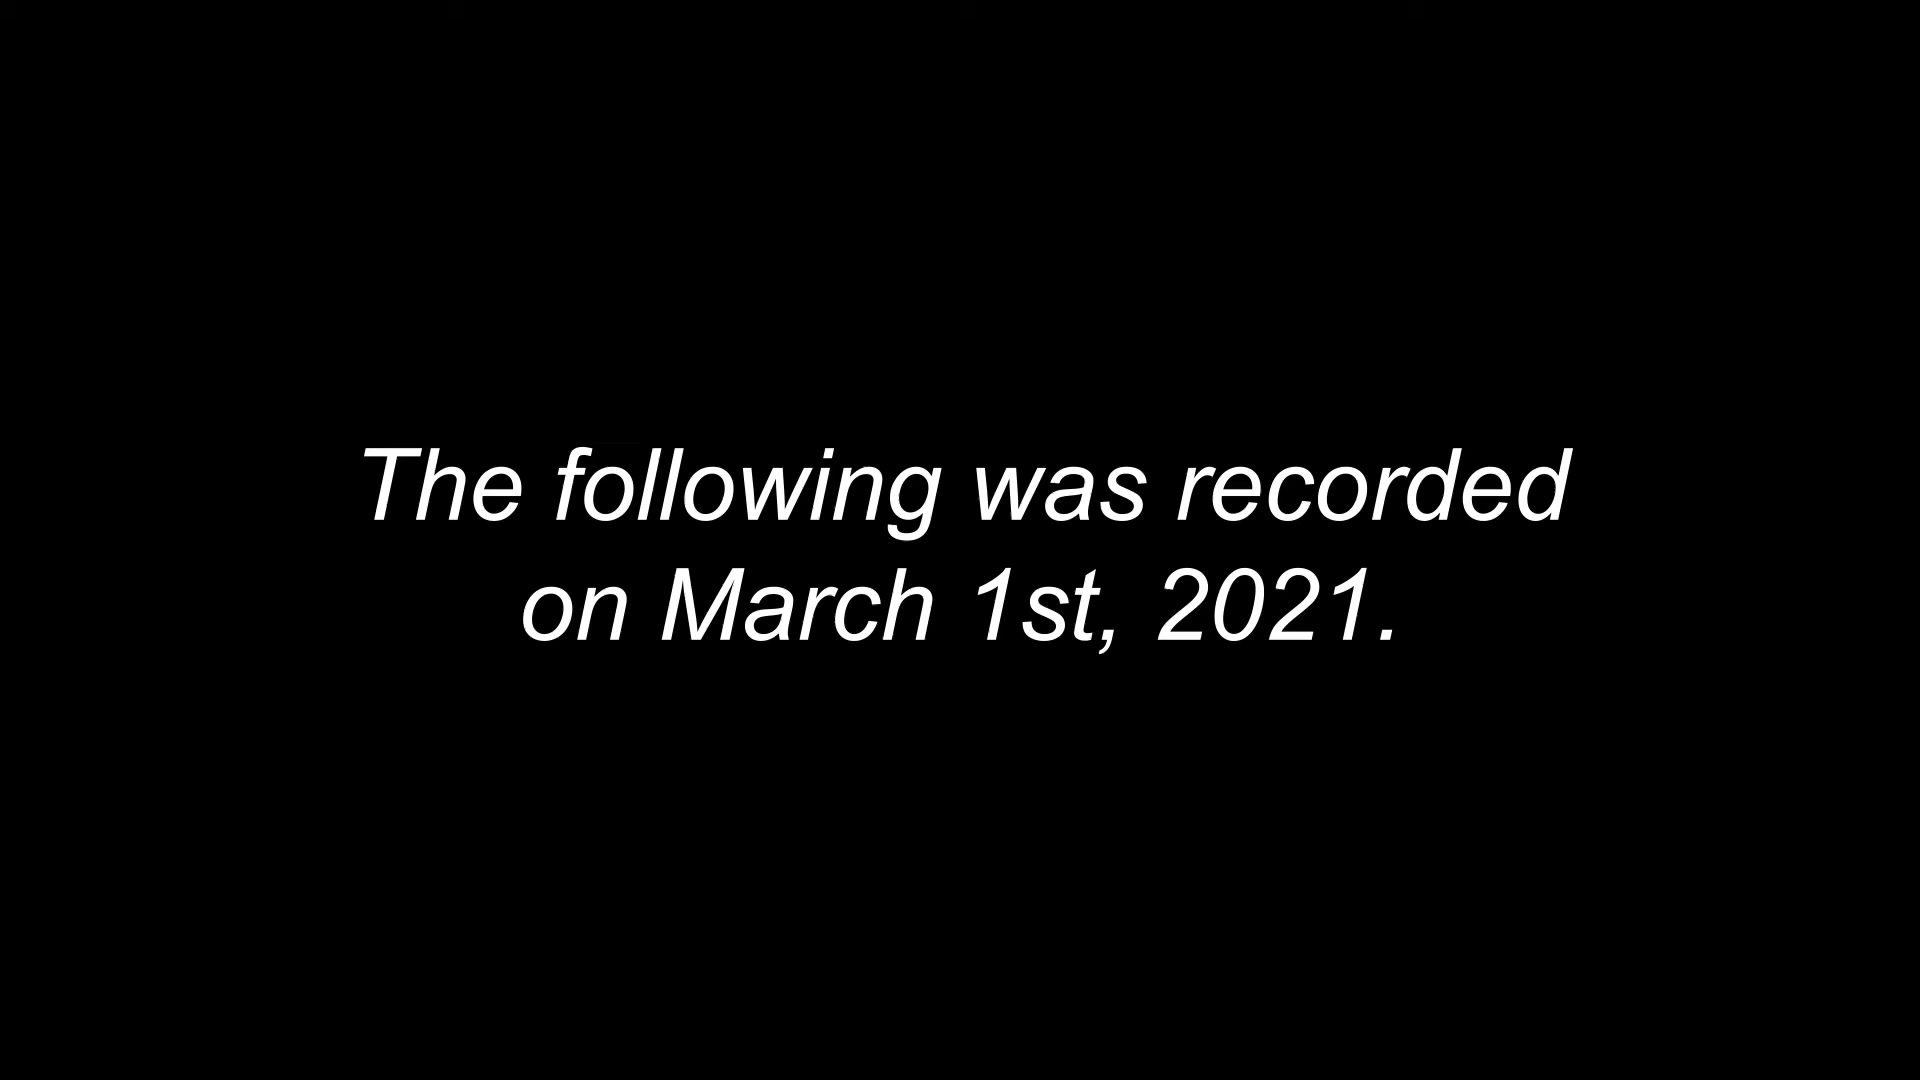 The following was recorded
on March 1st, 2021.